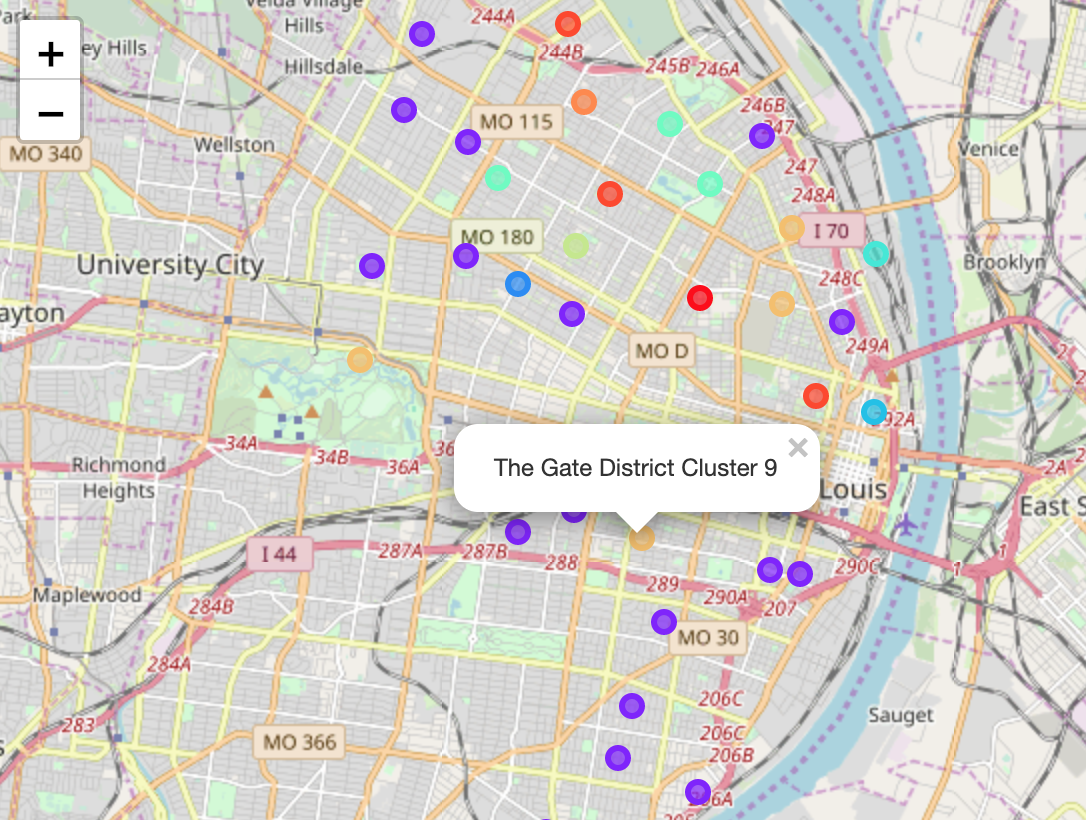 Park
Velda Village
Hills
244A
+
ey Hills
Hillsdale
244B
245B
246A
−
246B
MO 115
247
MO 340
Wellston
Venice
247
248A
MO 180
I 70
University City
Brooklyn
248C
ayton
MO D
249A
292A
34A
34B
36A
36
Richmond
Heights
The Gate District Cluster 9
×
2A
2
Louis
East S
I 44
287A
287B
288
289
290A
290C
207
1
1
Maplewood
284B
MO 30
284A
206C
283
206C
206B
Sauget
MO 366
206A
205
s